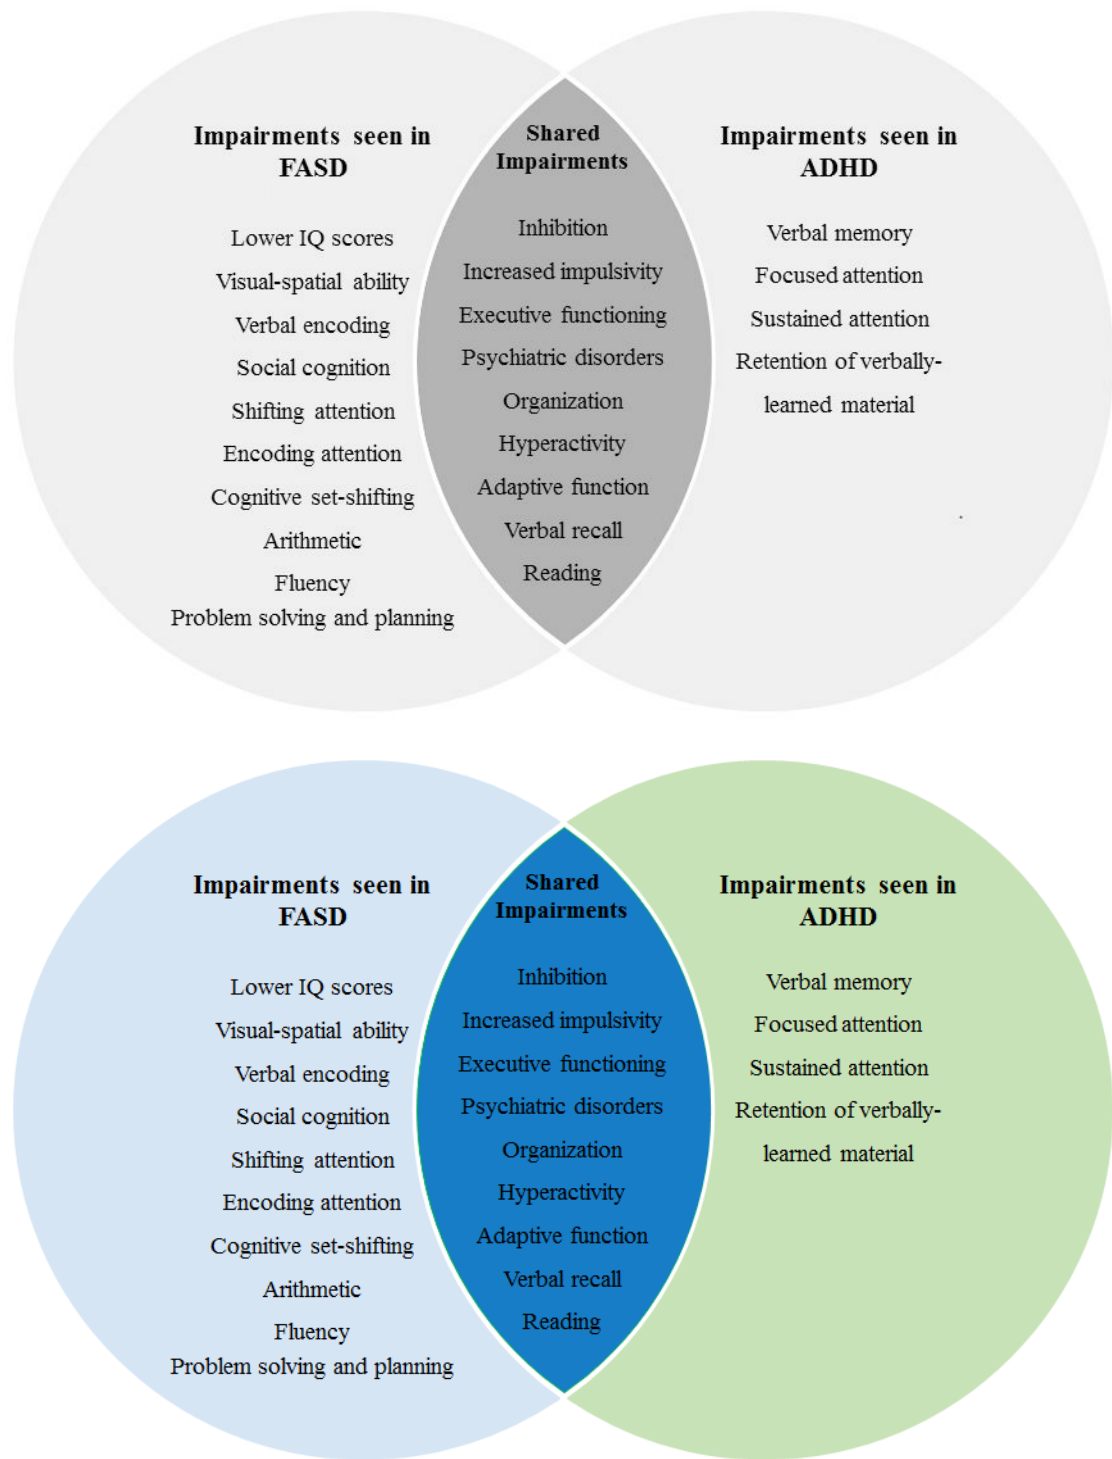 Impairments seen in
FASD
Lower IQ scores
Visual-spatial ability
Verbal encoding
Social cognition
Shifting attention
Encoding attention
Cognitive set-shifting
Arithmetic
Fluency
Problem solving and planning
Shared
Impairments
Inhibition
Increased impulsivity
Executive functioning
Psychiatric disorders
Organization
Hyperactivity
Adaptive function
Verbal recall
Reading
Impairments seen in
ADHD
Verbal memory
Focused attention
Sustained attention
Retention of verbally-
learned material
Impairments seen in
FASD
Lower IQ scores
Visual-spatial ability
Verbal encoding
Social cognition
Shifting attention
Encoding attention
Cognitive set-shifting
Arithmetic
Fluency
Problem solving and planning
Shared
Impairments
Inhibition
Increased impulsivity
Executive functioning
Psychiatric disorders
Organization
Hyperactivity
Adaptive function
Verbal recall
Reading
Impairments seen in
ADHD
Verbal memory
Focused attention
Sustained attention
Retention of verbally-
learned material